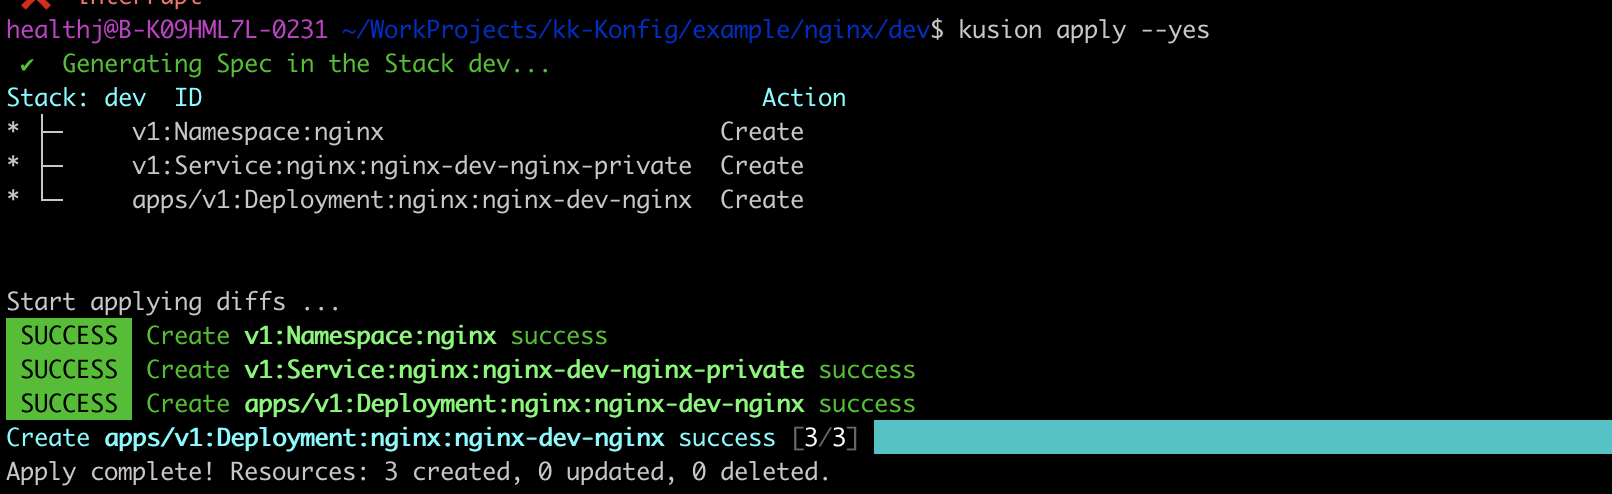 Interrupt
healthj@B-K09HML7L-0231 ~/WorkProjects/kk-Konfig/example/nginx/dev$ kusion apply --yes
✔  Generating Spec in the Stack dev...
Stack: dev  ID                                        Action
* ├─     v1:Namespace:nginx                        Create
* ├─     v1:Service:nginx:nginx-dev-nginx-private  Create
* └─     apps/v1:Deployment:nginx:nginx-dev-nginx  Create
Start applying diffs ...
SUCCESS  Create v1:Namespace:nginx success
SUCCESS  Create v1:Service:nginx:nginx-dev-nginx-private success
SUCCESS  Create apps/v1:Deployment:nginx:nginx-dev-nginx success
Create apps/v1:Deployment:nginx:nginx-dev-nginx success [3/3]
Apply complete! Resources: 3 created, 0 updated, 0 deleted.